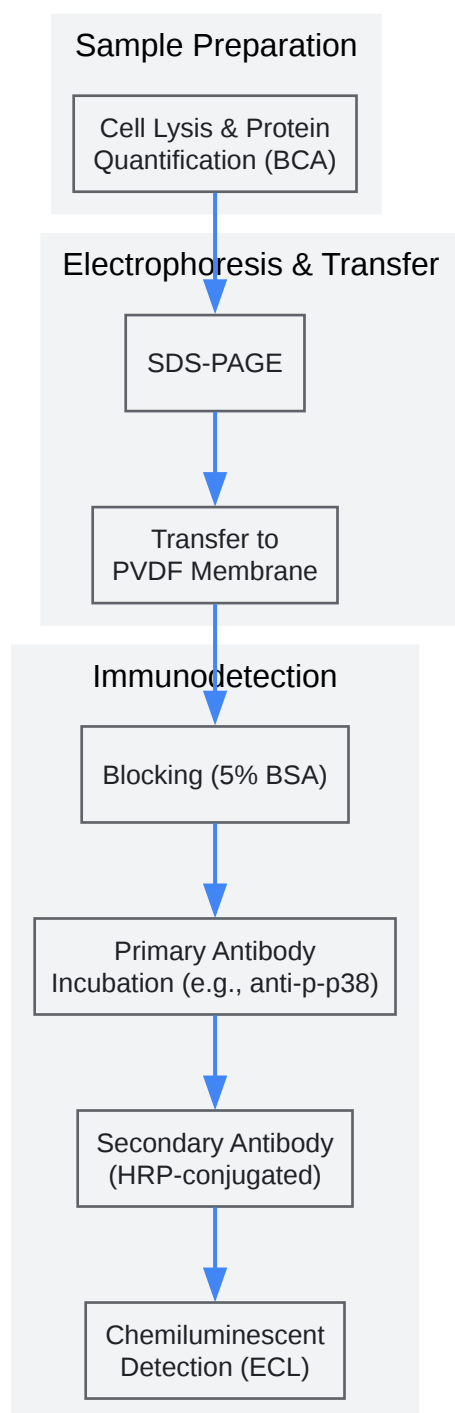 Sample Preparation
Cell Lysis & Protein
Quantification (BCA)
Electrophoresis & Transfer
SDS-PAGE
Transfer to
PVDF Membrane
Immunodetection
Blocking (5% BSA)
Primary Antibody
Incubation (e.g., anti-p-p38)
Secondary Antibody
(HRP-conjugated)
Chemiluminescent
Detection (ECL)